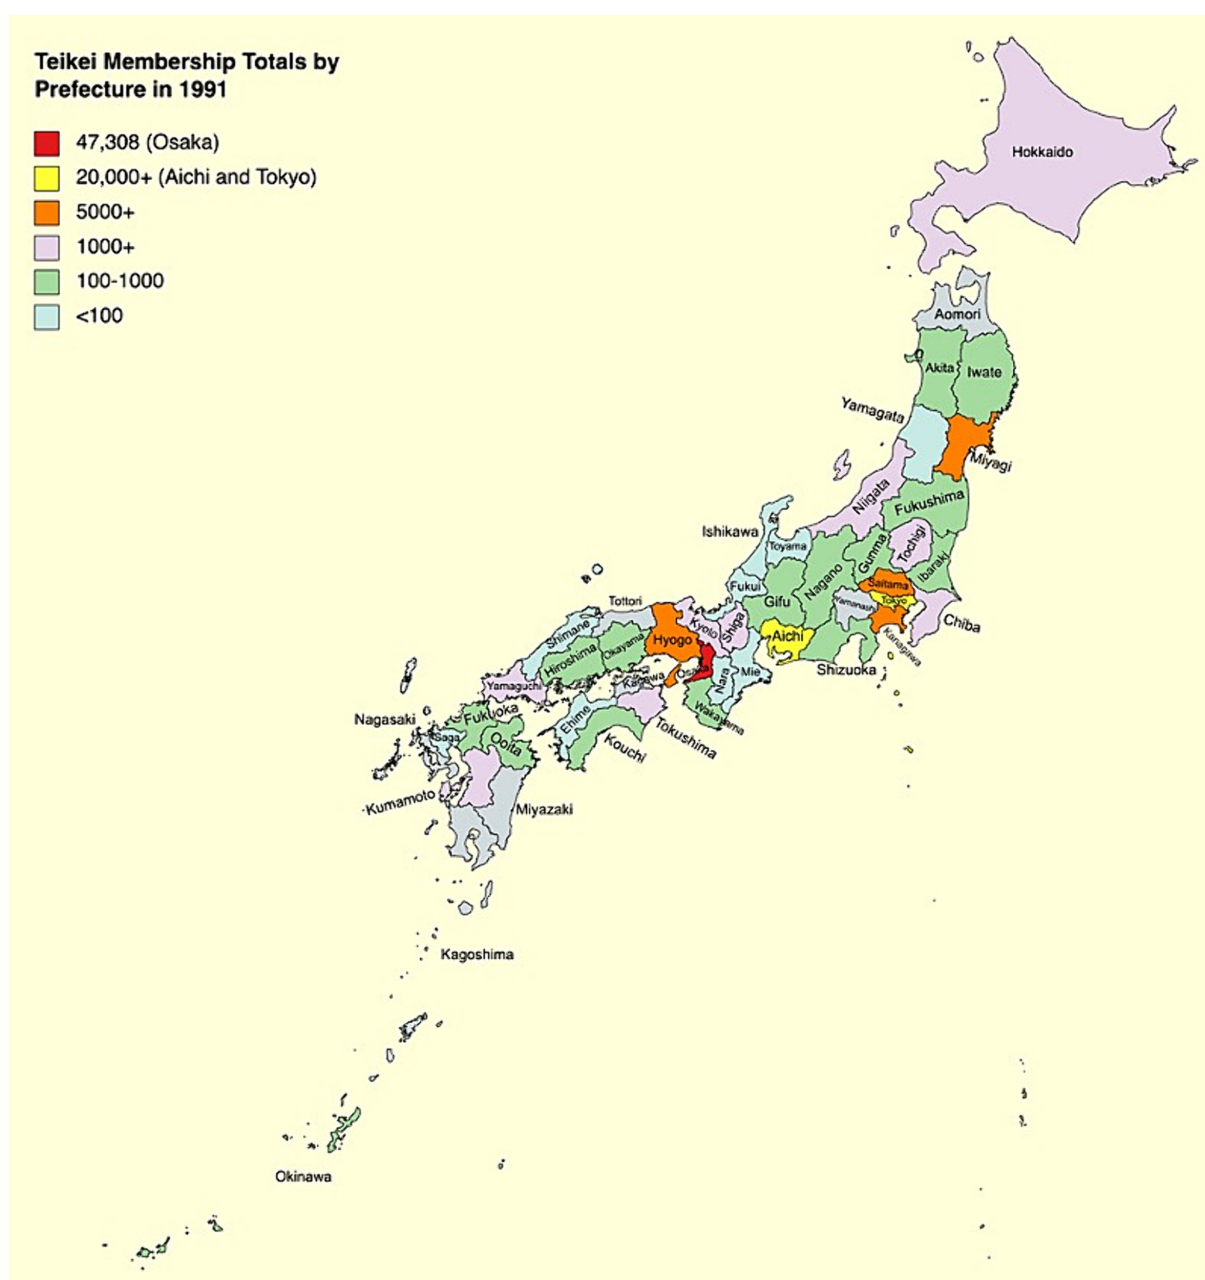 Teikei Membership Totals by
Prefecture in 1991
47,308 (Osaka)
20,000+ (Aichi and Tokyo)
5000+
1000+
100-1000
<100
Hokkaido
Aomori
Akita
Iwate
Yamagata
Miyagi
Niigata
Fukushima
Ishikawa
Toyama
Gunma
Tochigi
Ibaraki
Fukui
Gifu
Nagano
Saitama
Tokyo
Yamanashi
Chiba
Kanagawa
Tottori
Shimane
Hyogo
Kyoto
Shiga
Aichi
Shizuoka
Hiroshima
Okayama
Osaka
Nara
Mie
Yamaguchi
Kagawa
Wakayama
Nagasaki
Fukuoka
Saga
Ooita
Ehime
Kouchi
Tokushima
Kumamoto
Miyazaki
Kagoshima
Okinawa